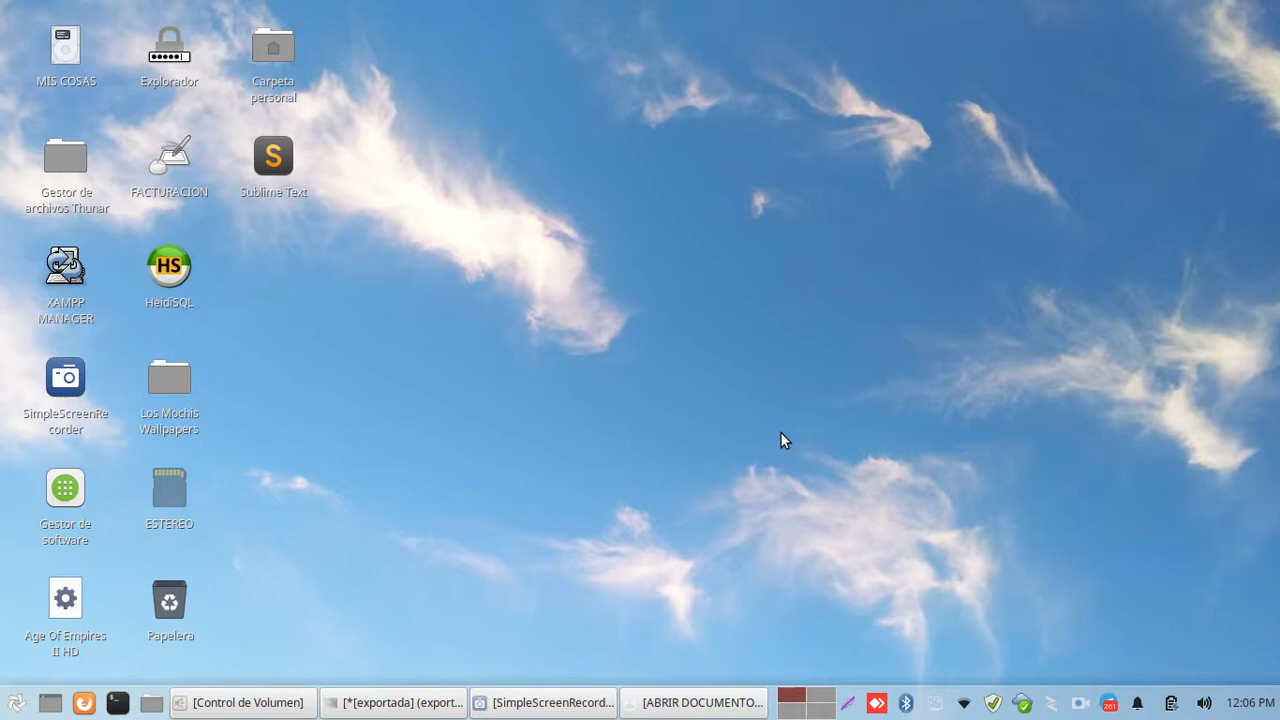 MIS COSAS
Explorador
Carpeta
personal
Gestor de
archivos Thunar
FACTURACION
S
Sublime Text
XAMPP
MANAGER
HS
HeidiSQL
SimpleScreenRe
corder
Los Mochis
Wallpapers
Gestor de
software
ESTEREO
Age Of Empires
II HD
Papelera
[Control de Volumen]
[*[exportada] (export...
[SimpleScreenRecord...
[ABRIR DOCUMENTO...
261
12:06 PM